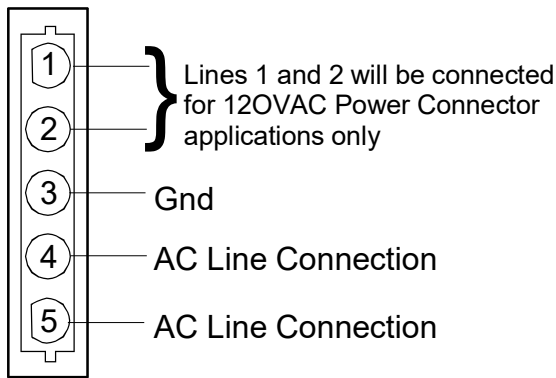 1
Lines 1 and 2 will be connected
for 12OVAC Power Connector
2
applications only
3
Gnd
4
AC Line Connection
5
AC Line Connection